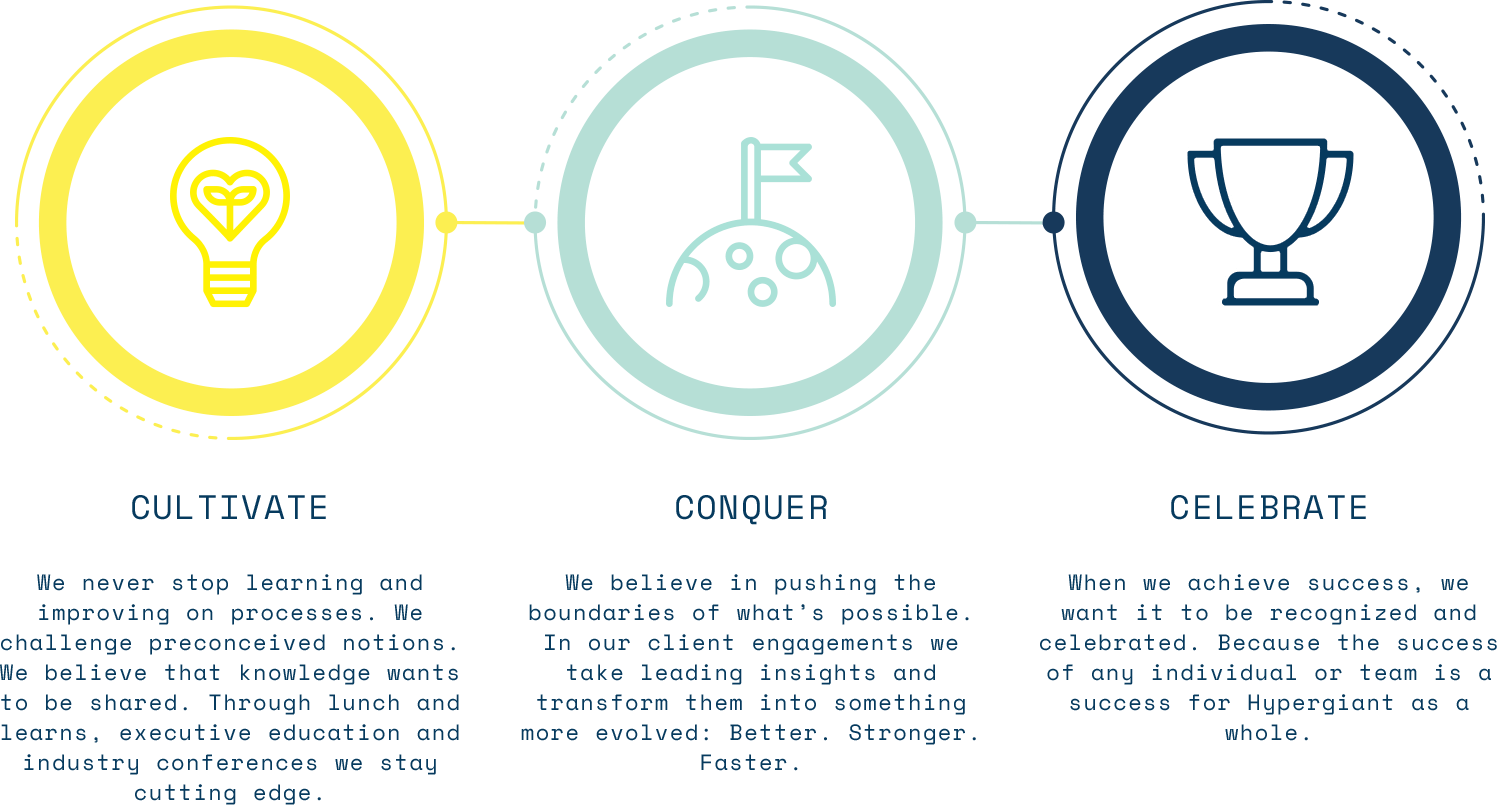 CULTIVATE
We never stop learning and
improving on processes. We
challenge preconceived notions.
We believe that knowledge wants
to be shared. Through lunch and
learns, executive education and
industry conferences we stay
cutting edge.
CONQUER
We believe in pushing the
boundaries of what’s possible.
In our client engagements we
take leading insights and
transform them into something
more evolved: Better. Stronger.
Faster.
CELEBRATE
When we achieve success, we
want it to be recognized and
celebrated. Because the success
of any individual or team is a
success for Hypergiant as a
whole.